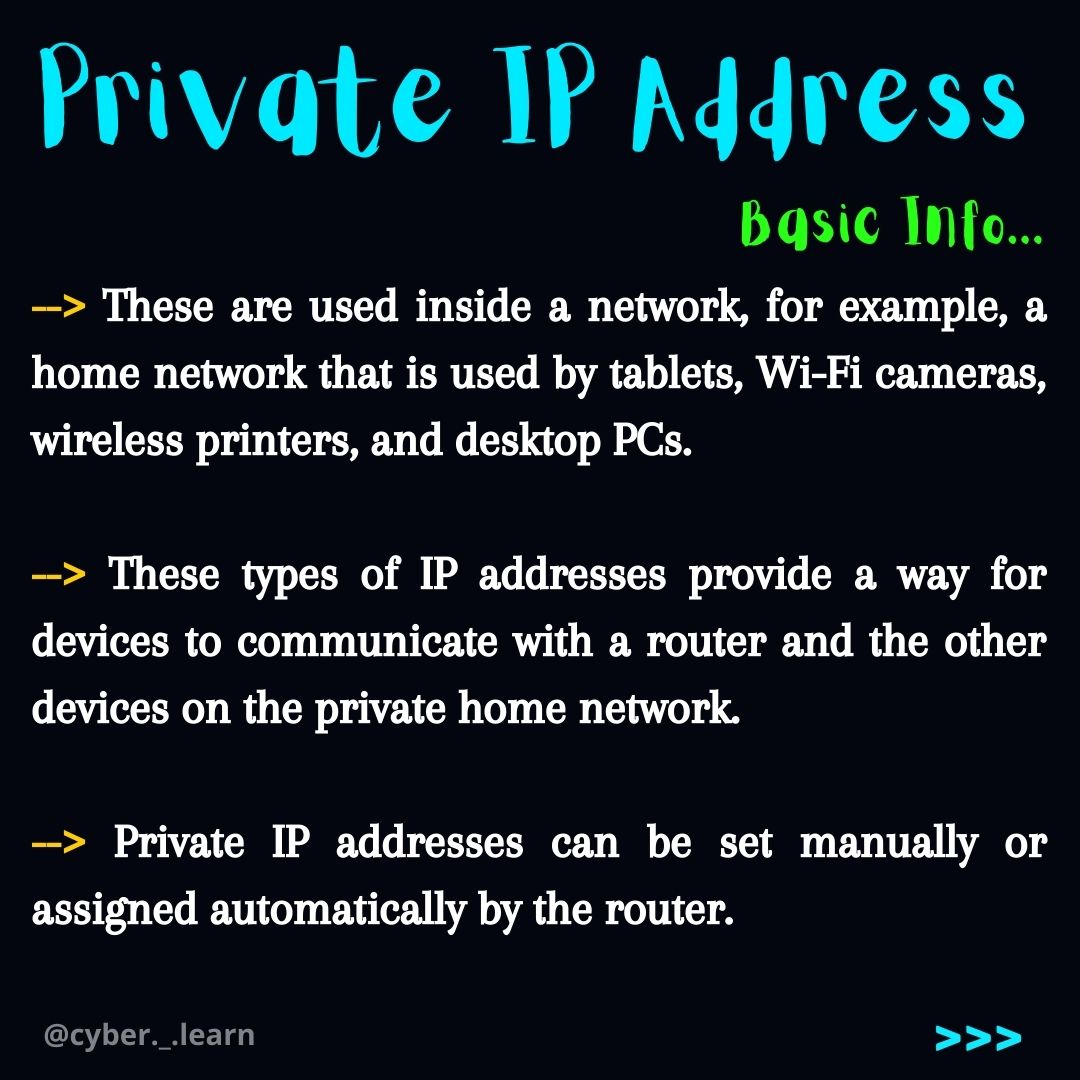 Private IP Address
Basic Info...
--> These are used inside a network, for example, a
home network that is used by tablets, Wi-Fi cameras,
wireless printers, and desktop PCs.
--> These types of IP addresses provide a way for
devices to communicate with a router and the other
devices on the private home network.
--> Private IP addresses can be set manually or
assigned automatically by the router.
@cyber._.learn
>>>